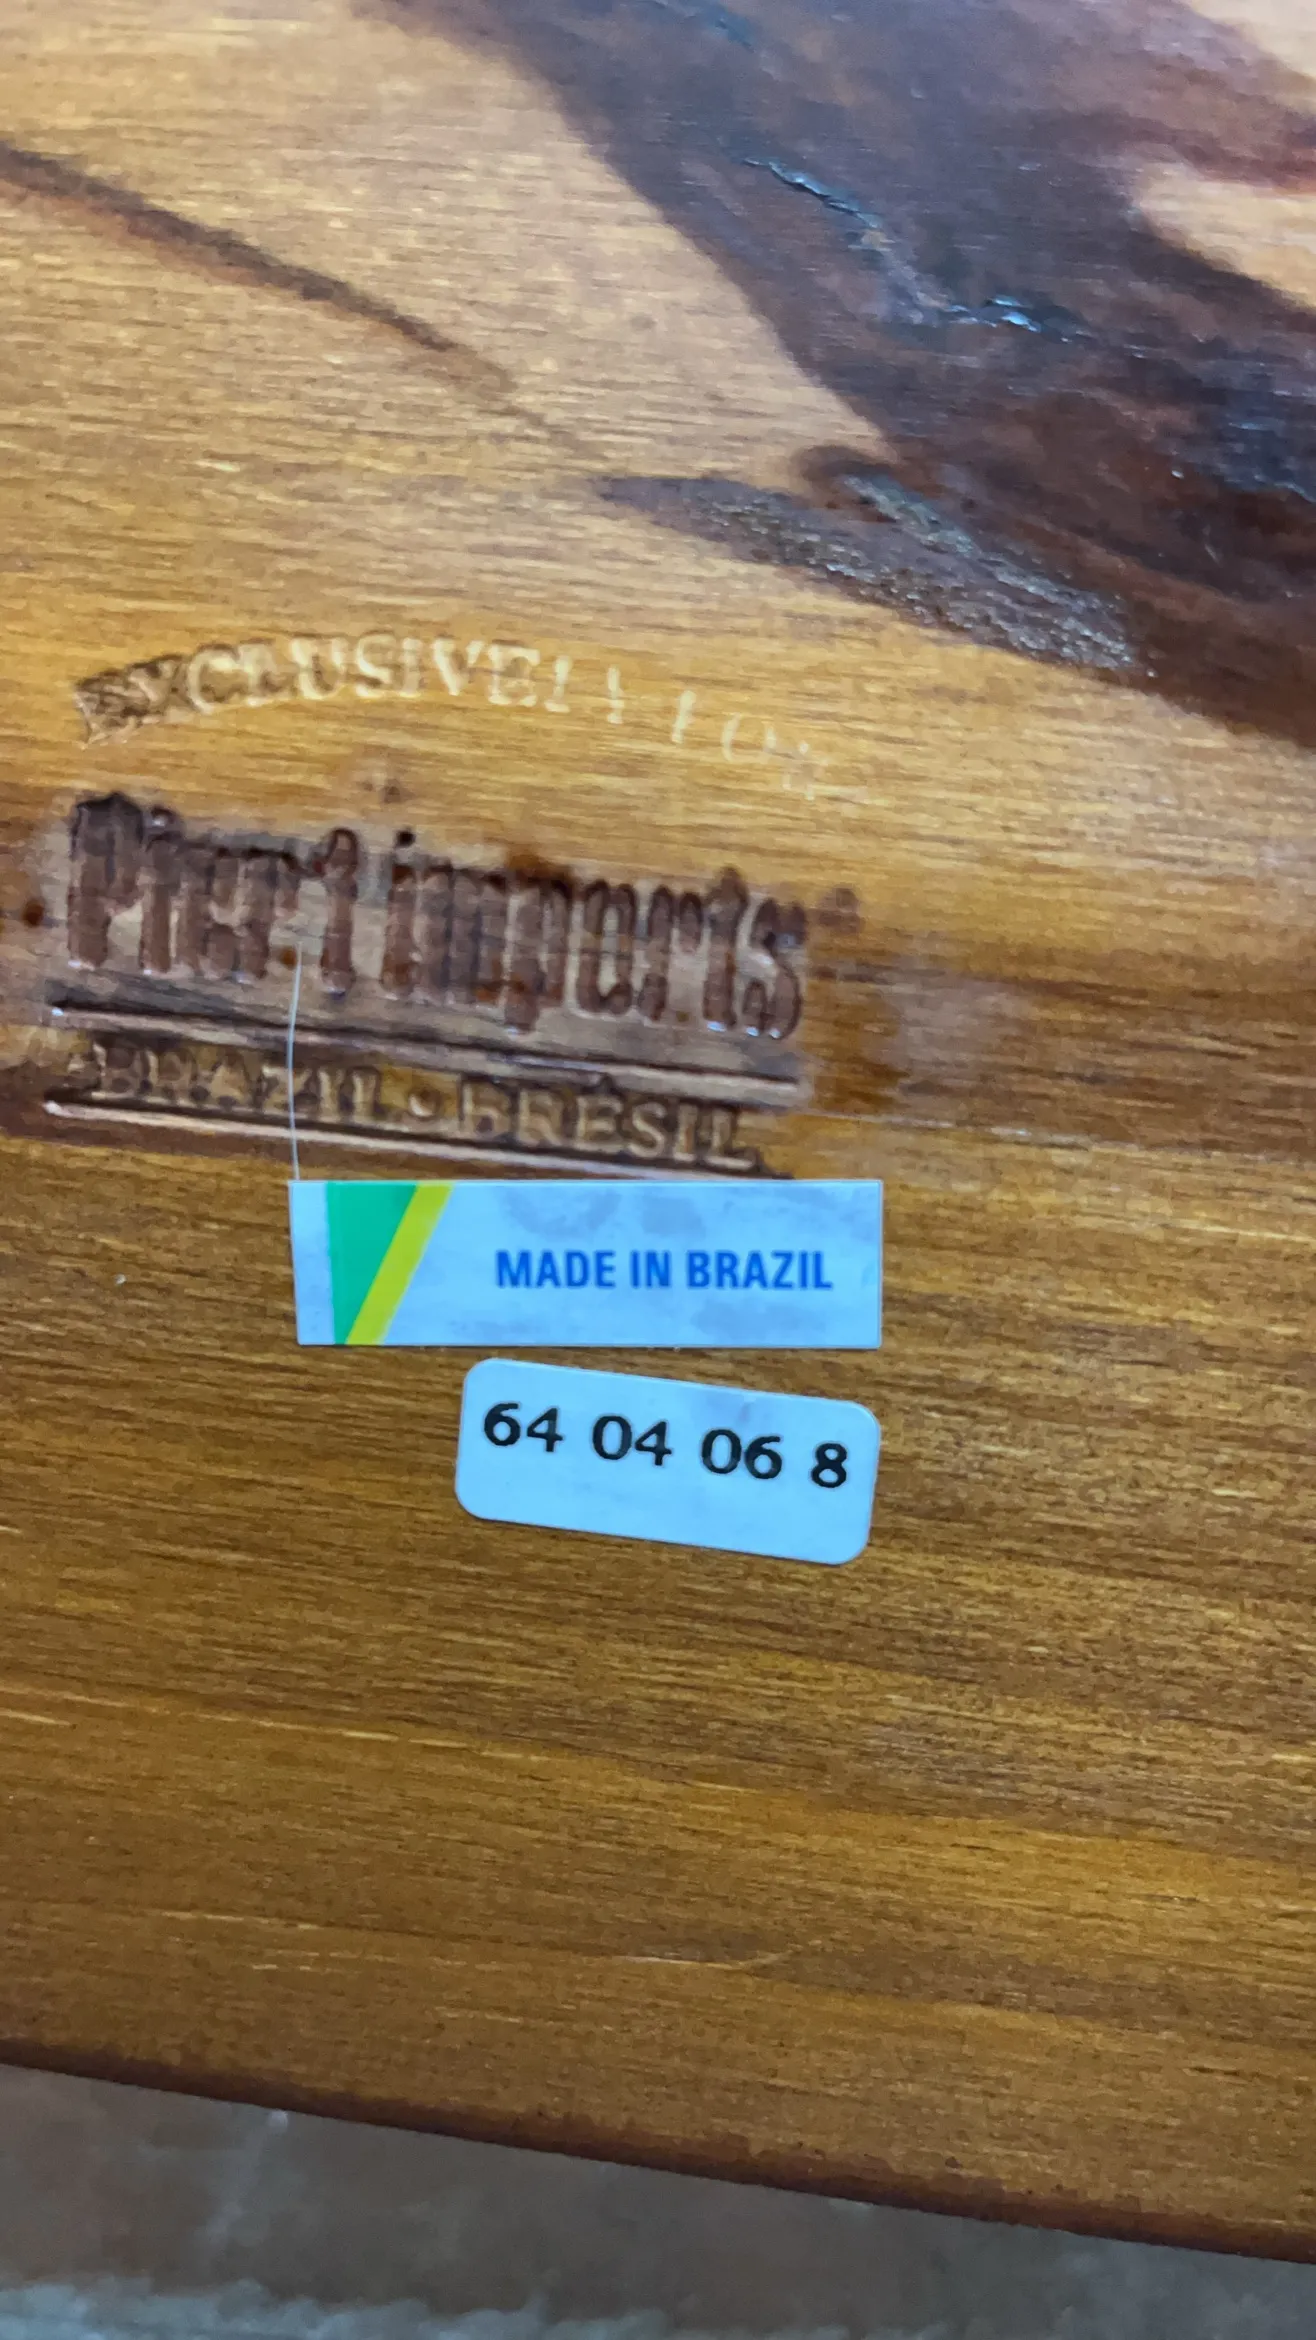 EXCLUSIVELY FOR
Pier 1 imports®
BRAZIL • BRÉSIL
MADE IN BRAZIL
64 04 06 8